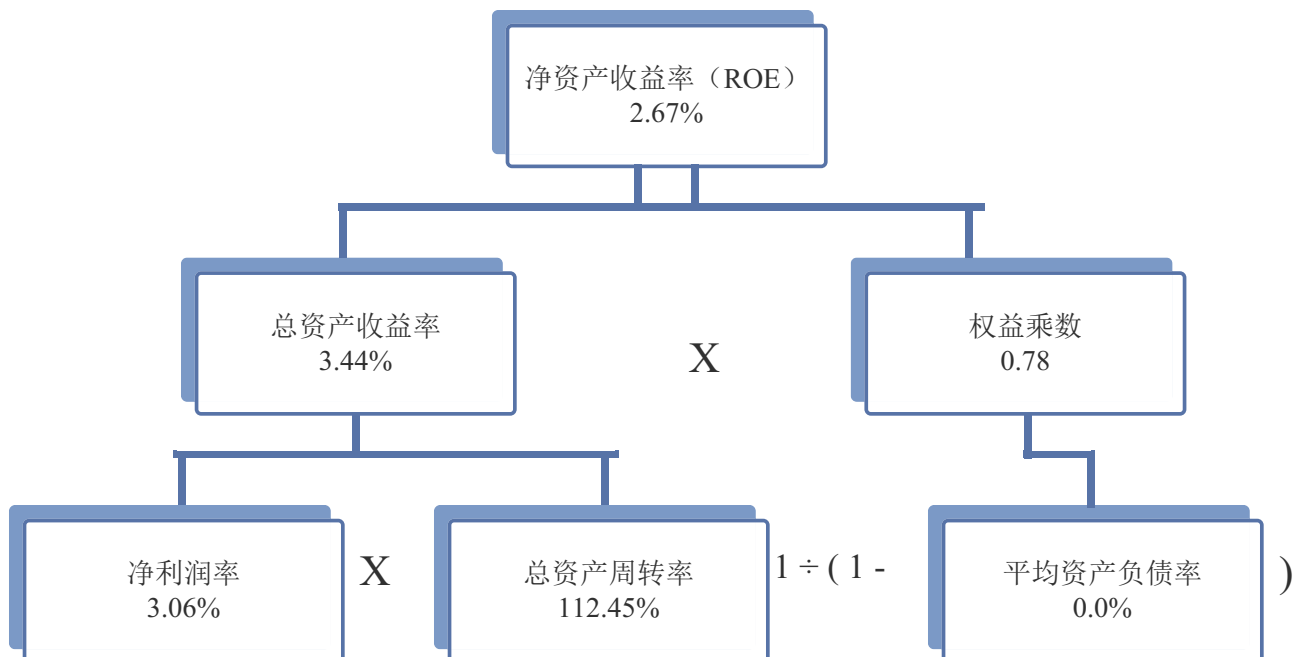 净资产收益率（ROE）
2.67%
总资产收益率
3.44%
X
权益乘数
0.78
净利润率
3.06%
X
总资产周转率
112.45%
1 ÷ ( 1 -
平均资产负债率
0.0%
)